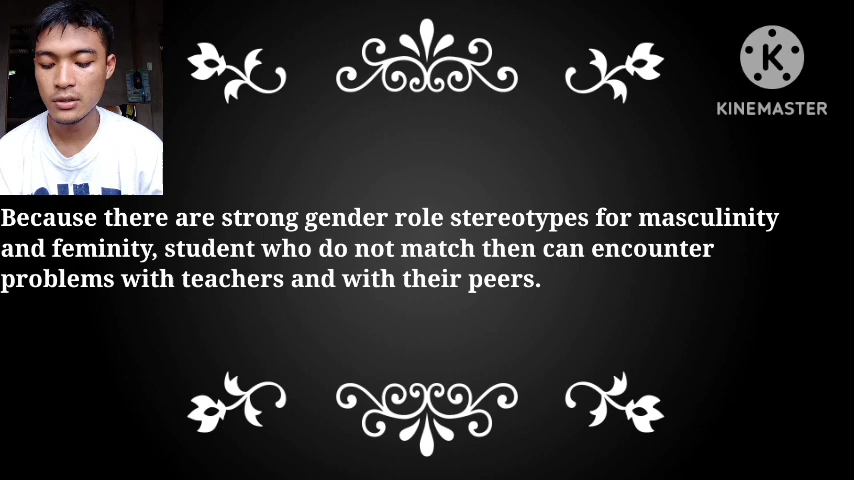 KINEMASTER
Because there are strong gender role stereotypes for masculinity
and feminity, student who do not match then can encounter
problems with teachers and with their peers.